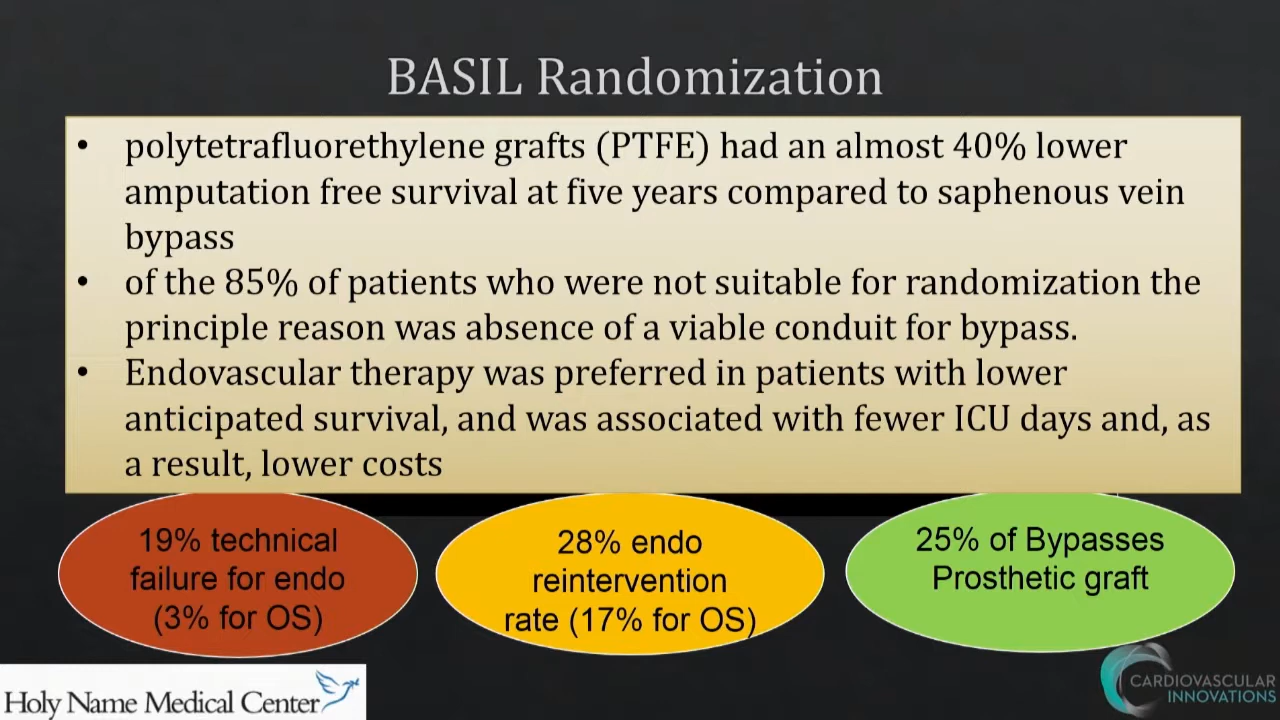 BASIL Randomization
• polytetrafluorethylene grafts (PTFE) had an almost 40% lower
amputation free survival at five years compared to saphenous vein
bypass
• of the 85% of patients who were not suitable for randomization the
principle reason was absence of a viable conduit for bypass.
• Endovascular therapy was preferred in patients with lower
anticipated survival, and was associated with fewer ICU days and, as
a result, lower costs
19% technical
failure for endo
(3% for OS)
28% endo
reintervention
rate (17% for OS)
25% of Bypasses
Prosthetic graft
Holy Name Medical Center
CARDIOVASCULAR
INNOVATIONS